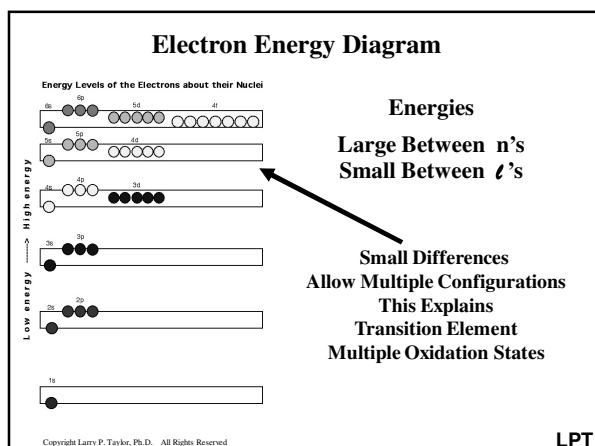 Electron Energy Diagram
Energy Levels of the Electrons about their Nuclei
6s 6p 5d 4f
5s 5p 4d
4s 4p 3d
3s 3p
2s 2p
1s
Low energy ------> High energy
Energies
Large Between n's
Small Between ℓ's
Small Differences
Allow Multiple Configurations
This Explains
Transition Element
Multiple Oxidation States
Copyright Larry P. Taylor, Ph.D. All Rights Reserved
LPT